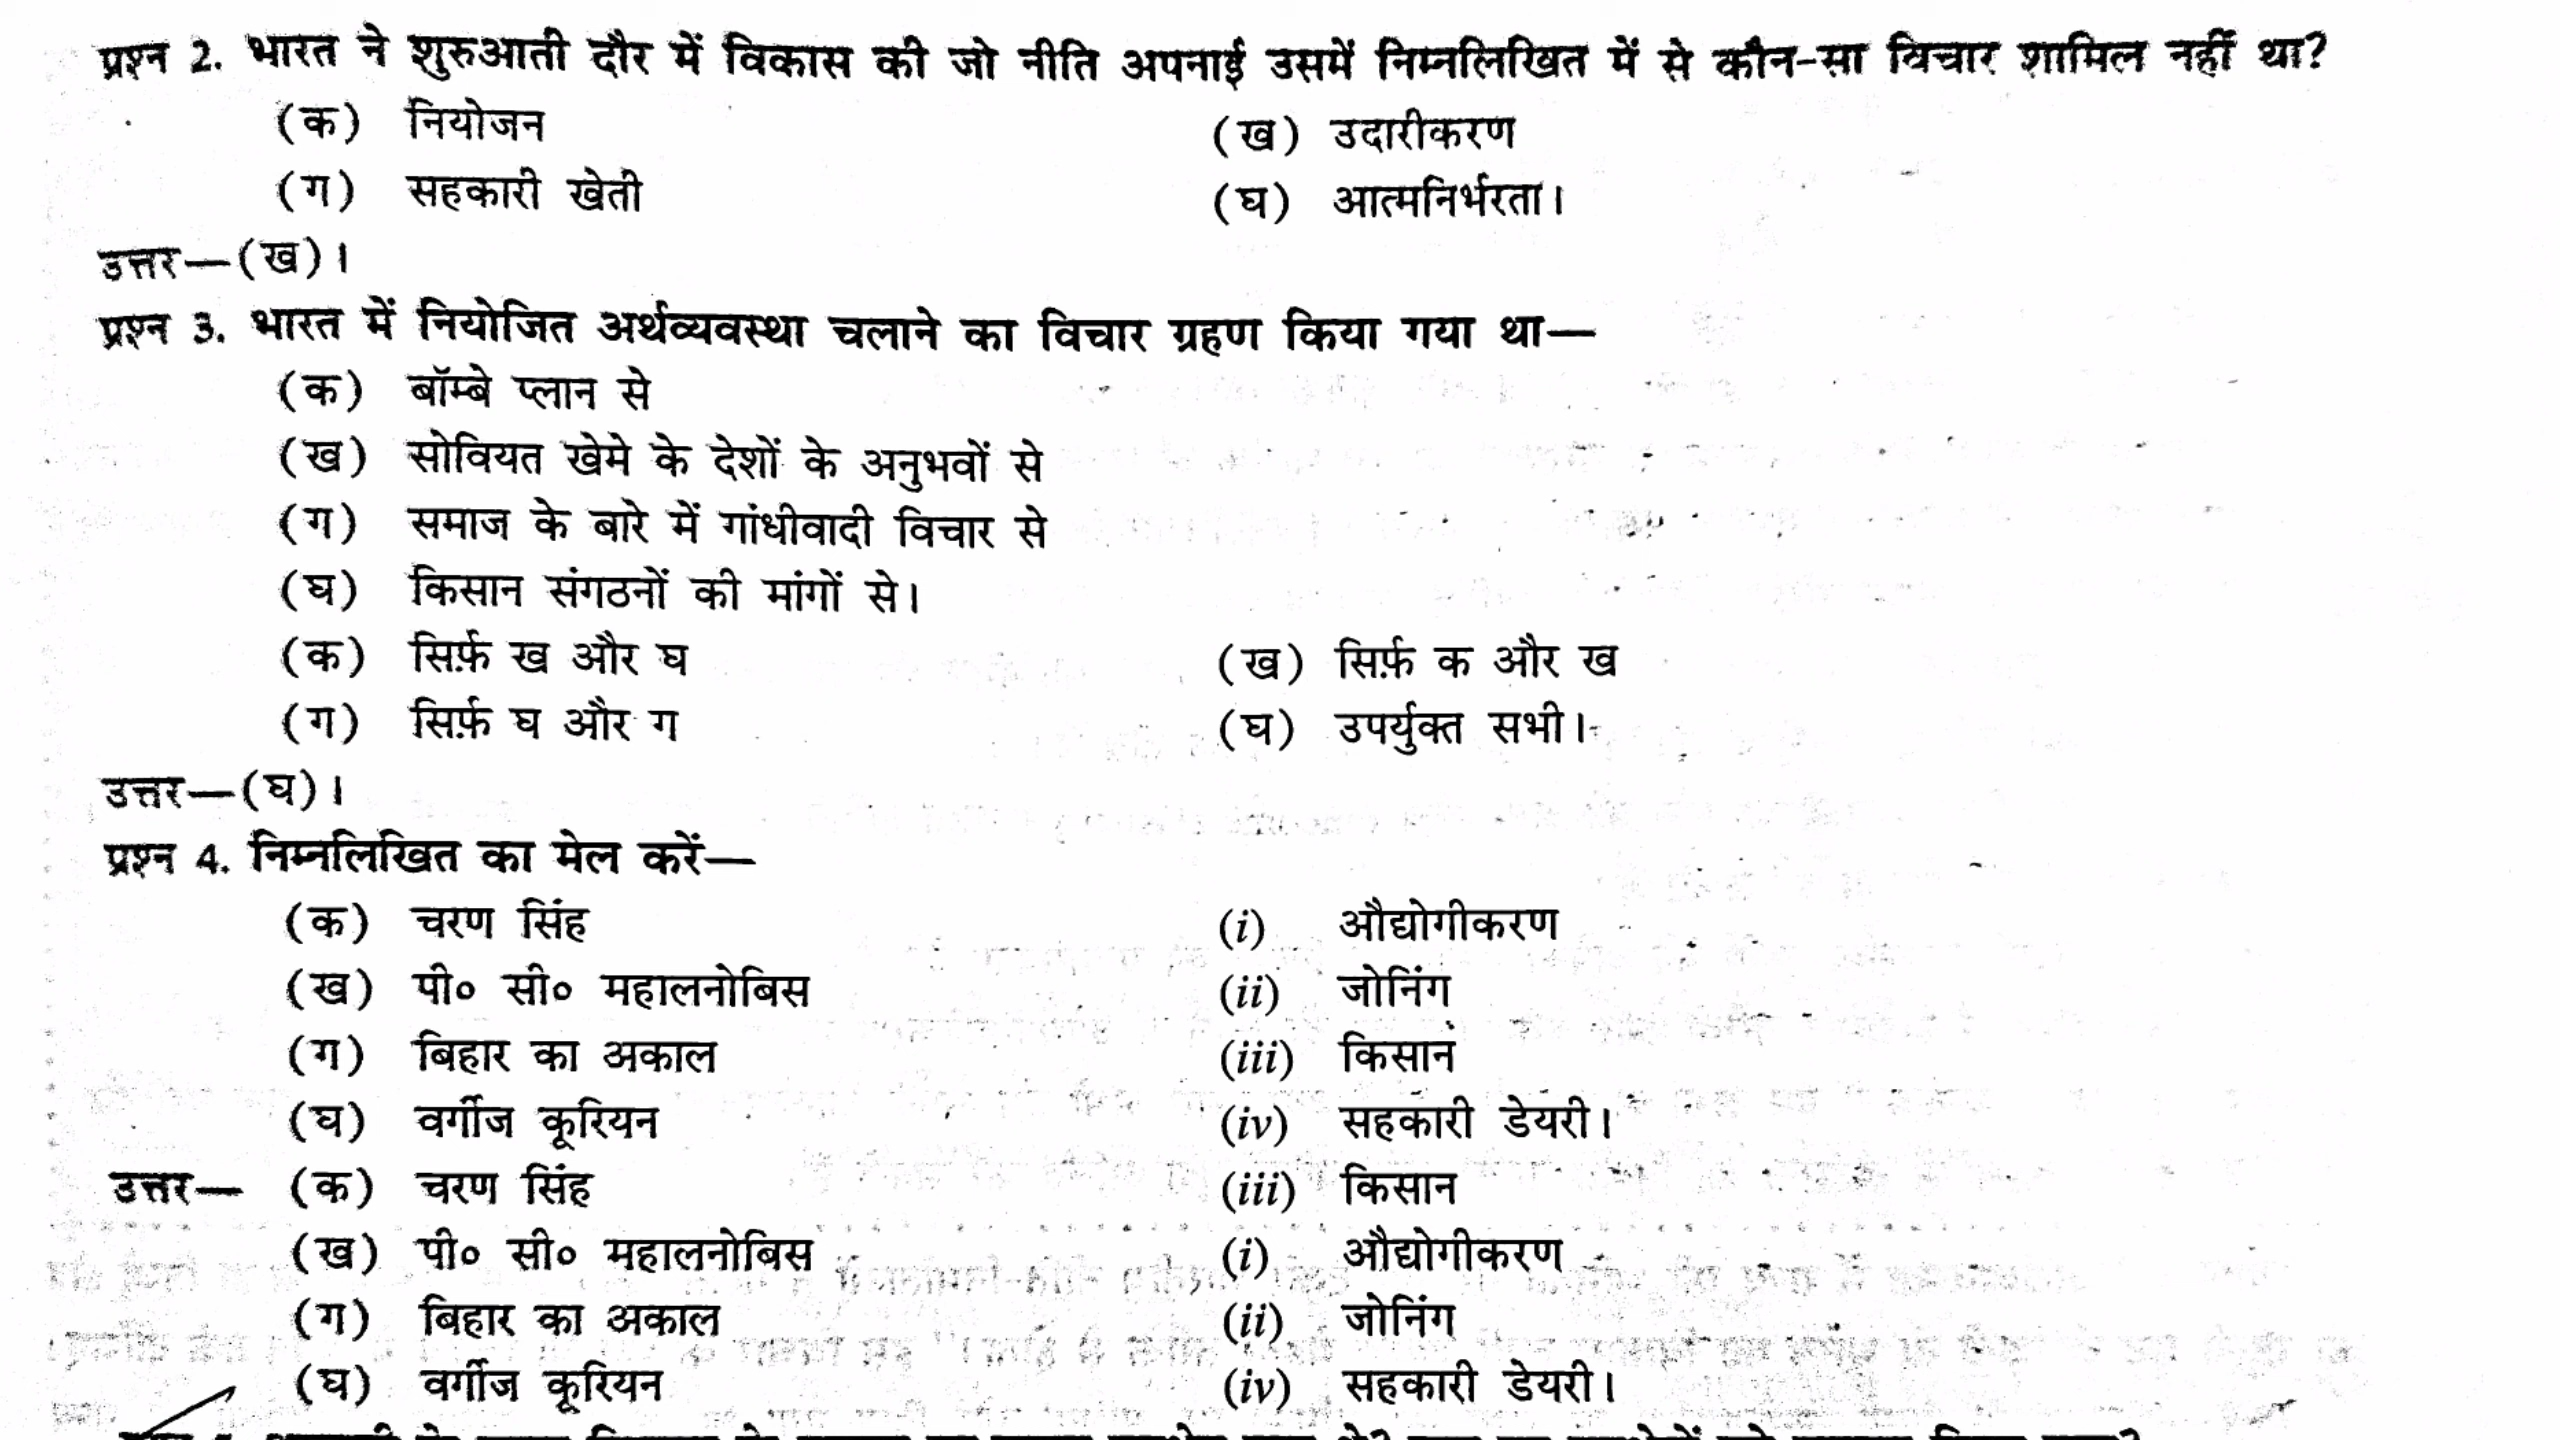 प्रश्न 2. भारत ने शुरुआती दौर में विकास की जो नीति अपनाई उसमें निम्नलिखित में से कौन-सा विचार शामिल नहीं था?
(क) नियोजन (ख) उदारीकरण
(ग) सहकारी खेती (घ) आत्मनिर्भरता।
उत्तर—(ख)।
प्रश्न 3. भारत में नियोजित अर्थव्यवस्था चलाने का विचार ग्रहण किया गया था—
(क) बॉम्बे प्लान से
(ख) सोवियत खेमे के देशों के अनुभवों से
(ग) समाज के बारे में गांधीवादी विचार से
(घ) किसान संगठनों की मांगों से।
(क) सिर्फ़ ख और घ (ख) सिर्फ़ क और ख
(ग) सिर्फ़ घ और ग (घ) उपर्युक्त सभी।
उत्तर—(घ)।
प्रश्न 4. निम्नलिखित का मेल करें—
(क) चरण सिंह (i) औद्योगीकरण
(ख) पी० सी० महालनोबिस (ii) जोनिंग
(ग) बिहार का अकाल (iii) किसान
(घ) वर्गीज कूरियन (iv) सहकारी डेयरी।
उत्तर— (क) चरण सिंह (iii) किसान
(ख) पी० सी० महालनोबिस (i) औद्योगीकरण
(ग) बिहार का अकाल (ii) जोनिंग
(घ) वर्गीज कूरियन (iv) सहकारी डेयरी।